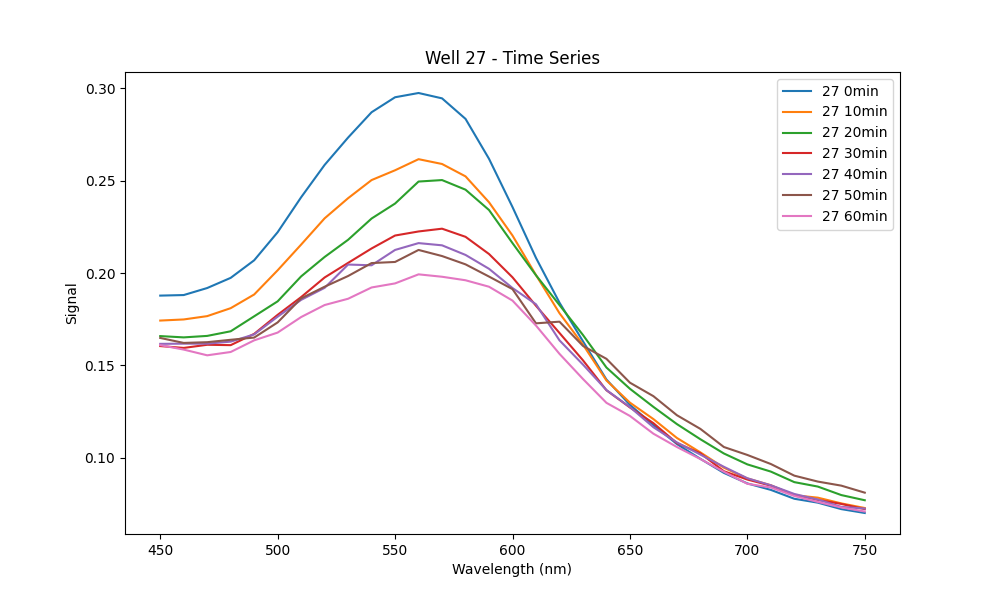 Well 27 - Time Series
27 0min
27 10min
27 20min
27 30min
27 40min
27 50min
27 60min
0.30
0.25
0.20
0.15
0.10
Signal
450 500 550 600 650 700 750
Wavelength (nm)